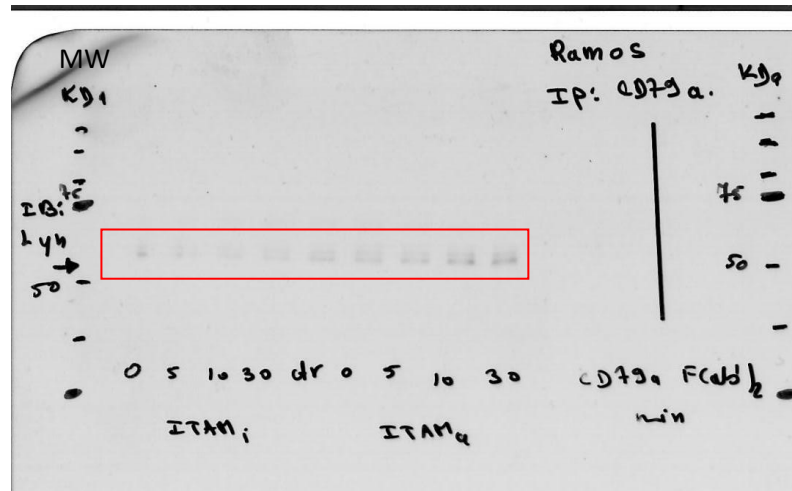 MW
KDa
75
IB:
Lyn
50
Ramos
IP: CD79a.
KDa
75
50
0 5 10 30 dr 0 5 10 30
ITAMi
ITAMa
CD79a F(ab)2
min